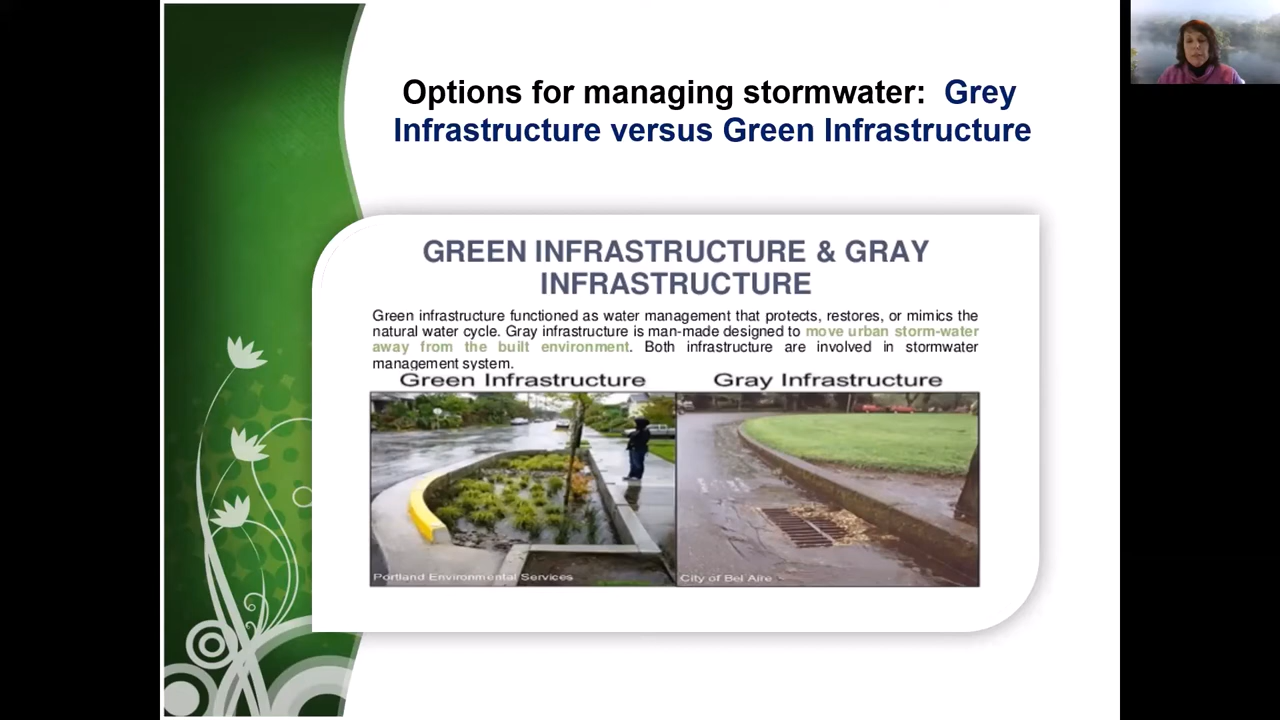 Options for managing stormwater: Grey
Infrastructure versus Green Infrastructure
GREEN INFRASTRUCTURE & GRAY
INFRASTRUCTURE
Green infrastructure functioned as water management that protects, restores, or mimics the
natural water cycle. Gray infrastructure is man-made designed to move urban storm-water
away from the built environment. Both infrastructure are involved in stormwater
management system.
Green Infrastructure
Gray Infrastructure
Portland Environmental Services
City of Bel Aire